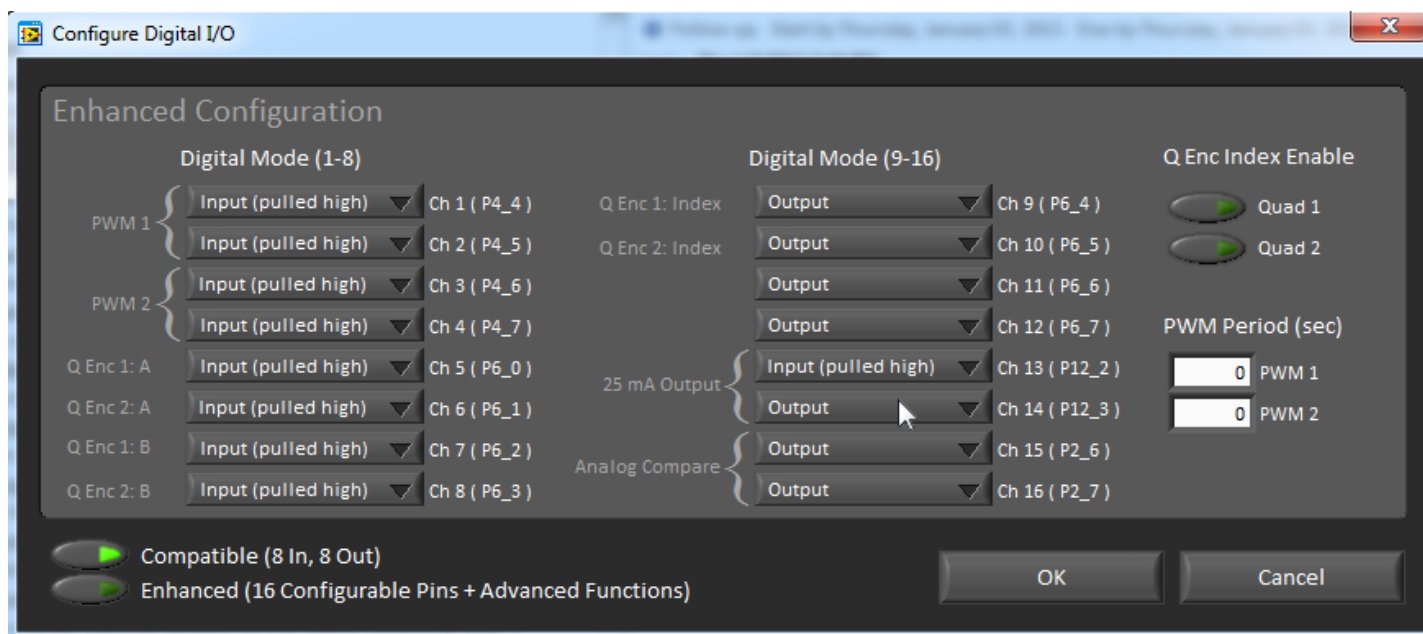 Configure Digital I/O
Enhanced Configuration
Digital Mode (1-8)
Digital Mode (9-16)
Q Enc Index Enable
PWM 1
Input (pulled high) Ch 1 ( P4_4 )
Input (pulled high) Ch 2 ( P4_5 )
PWM 2
Input (pulled high) Ch 3 ( P4_6 )
Input (pulled high) Ch 4 ( P4_7 )
Q Enc 1: A Input (pulled high) Ch 5 ( P6_0 )
Q Enc 2: A Input (pulled high) Ch 6 ( P6_1 )
Q Enc 1: B Input (pulled high) Ch 7 ( P6_2 )
Q Enc 2: B Input (pulled high) Ch 8 ( P6_3 )
Q Enc 1: Index Output Ch 9 ( P6_4 )
Q Enc 2: Index Output Ch 10 ( P6_5 )
Output Ch 11 ( P6_6 )
Output Ch 12 ( P6_7 )
25 mA Output
Input (pulled high) Ch 13 ( P12_2 )
Output Ch 14 ( P12_3 )
Analog Compare
Output Ch 15 ( P2_6 )
Output Ch 16 ( P2_7 )
Quad 1
Quad 2
PWM Period (sec)
0 PWM 1
0 PWM 2
Compatible (8 In, 8 Out)
Enhanced (16 Configurable Pins + Advanced Functions)
OK
Cancel